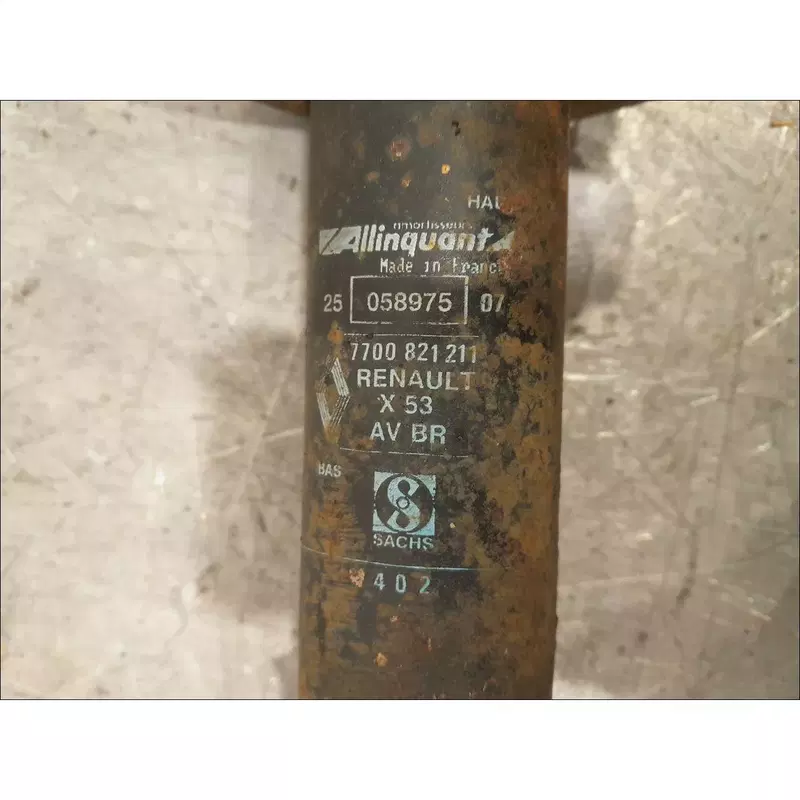 HAU
amortisseurs
Allinquant
Made in France
25 058975 07
7700 821 211
RENAULT
X 53
AV BR
BAS
S
SACHS
402